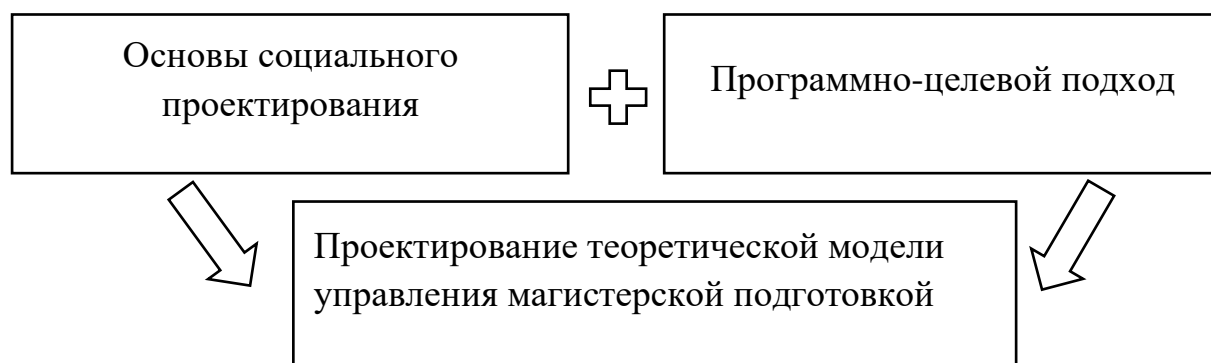 Основы социального
проектирования
Программно-целевой подход
Проектирование теоретической модели
управления магистерской подготовкой